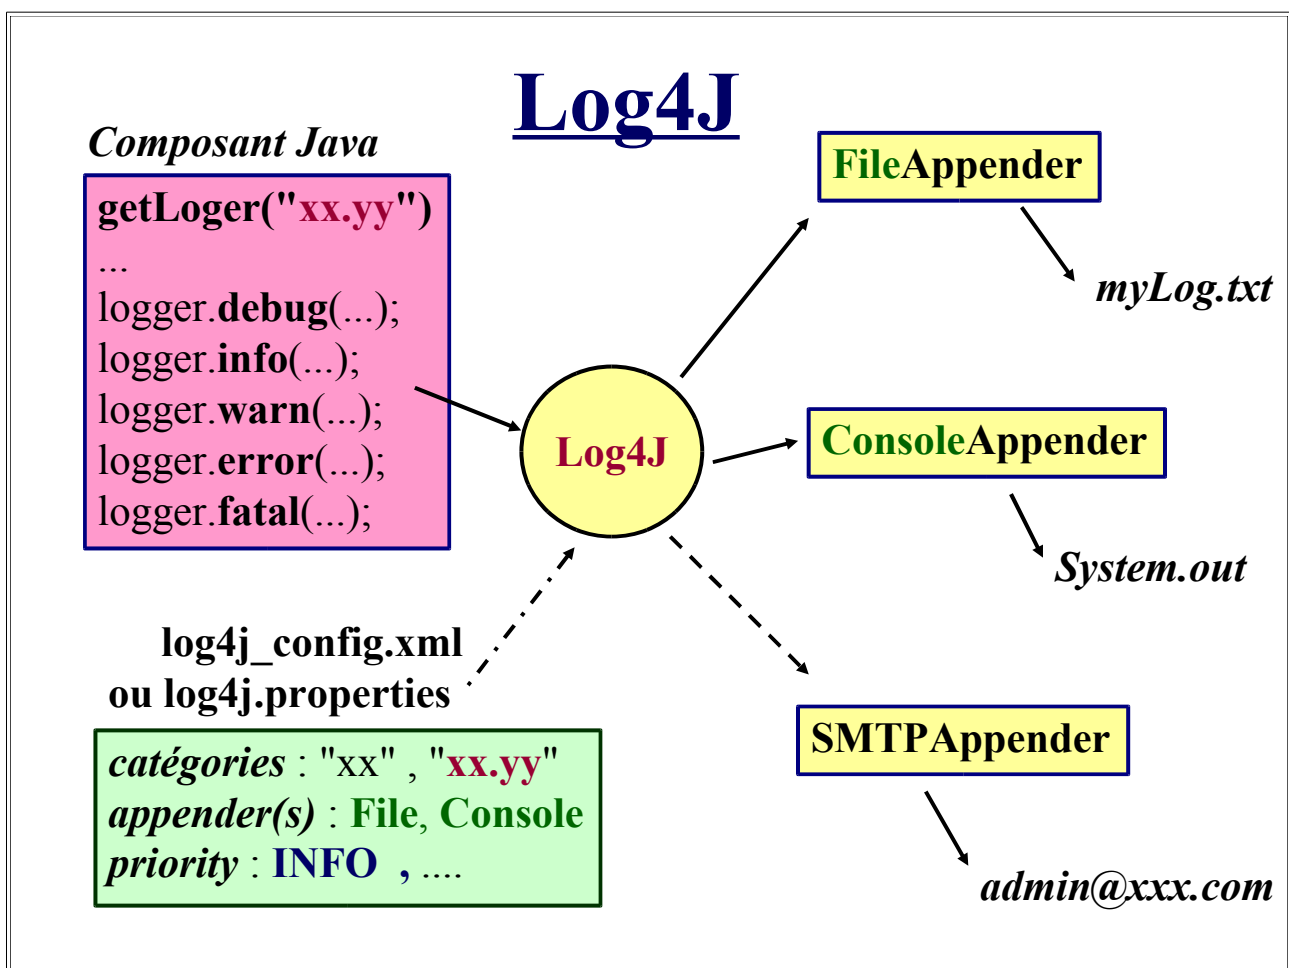 Log4J
Composant Java
getLoger("xx.yy")
...
logger.debug(...);
logger.info(...);
logger.warn(...);
logger.error(...);
logger.fatal(...);
Log4J
FileAppender
myLog.txt
ConsoleAppender
System.out
SMTPAppender
admin@xxx.com
log4j_config.xml
ou log4j.properties
catégories : "xx" , "xx.yy"
appender(s) : File, Console
priority : INFO , ....